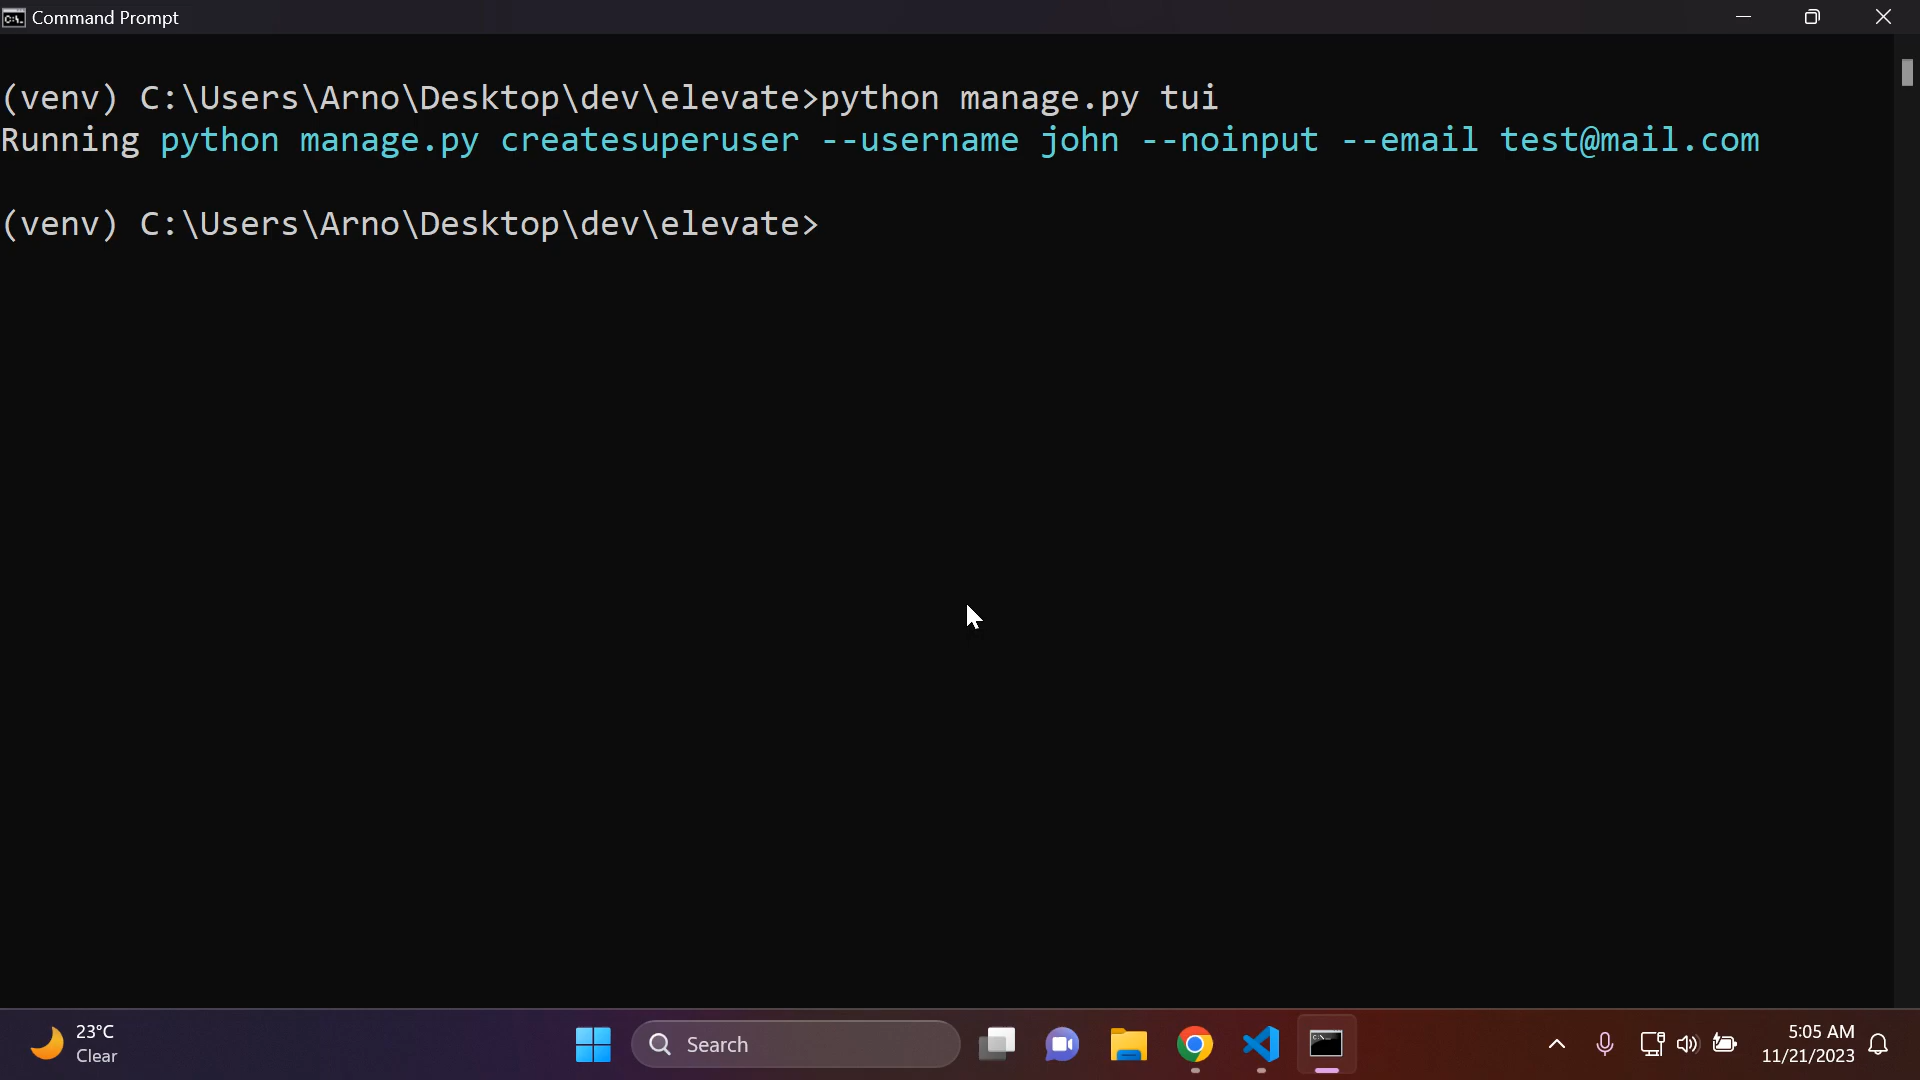 Command Prompt
(venv) C:\Users\Arno\Desktop\dev\elevate>python manage.py tui
Running python manage.py createsuperuser --username john --noinput --email test@mail.com
(venv) C:\Users\Arno\Desktop\dev\elevate>
23°C
Clear
Search
5:05 AM
11/21/2023